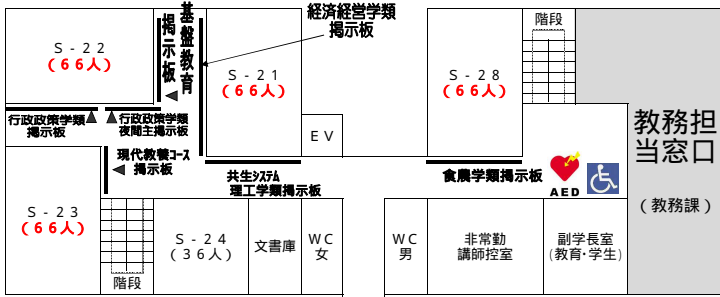 S-22
(66人)
基盤教育
掲示板
経済経営学類
掲示板
S-21
(66人)
S-28
(66人)
階段
教務担
当窓口
(教務課)
行政政策学類
掲示板
行政政策学類
夜間主掲示板
現代教養コース
掲示板
EV
共生システム
理工学類掲示板
食農学類掲示板
AED
S-23
(66人)
階段
S-24
(36人)
文書庫
WC
女
WC
男
非常勤
講師控室
副学長室
(教育・学生)